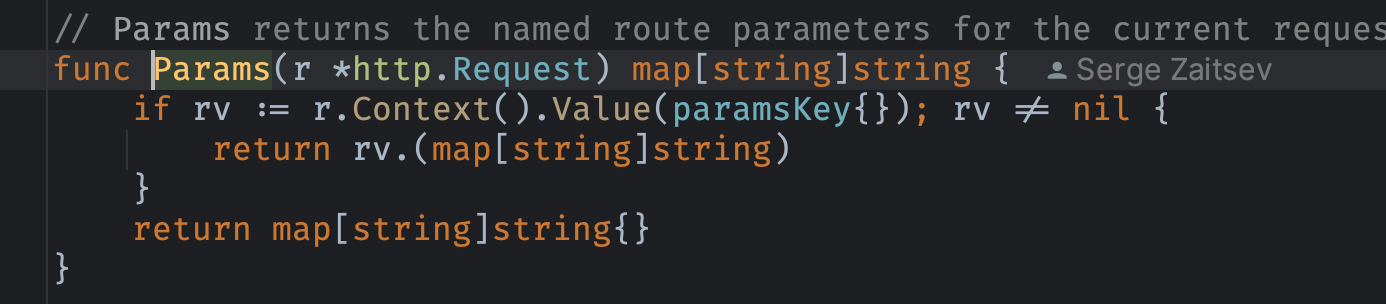 // Params returns the named route parameters for the current reques
func Params(r *http.Request) map[string]string { Serge Zaitsev
if rv := r.Context().Value(paramsKey{}); rv != nil {
return rv.(map[string]string)
}
return map[string]string{}
}